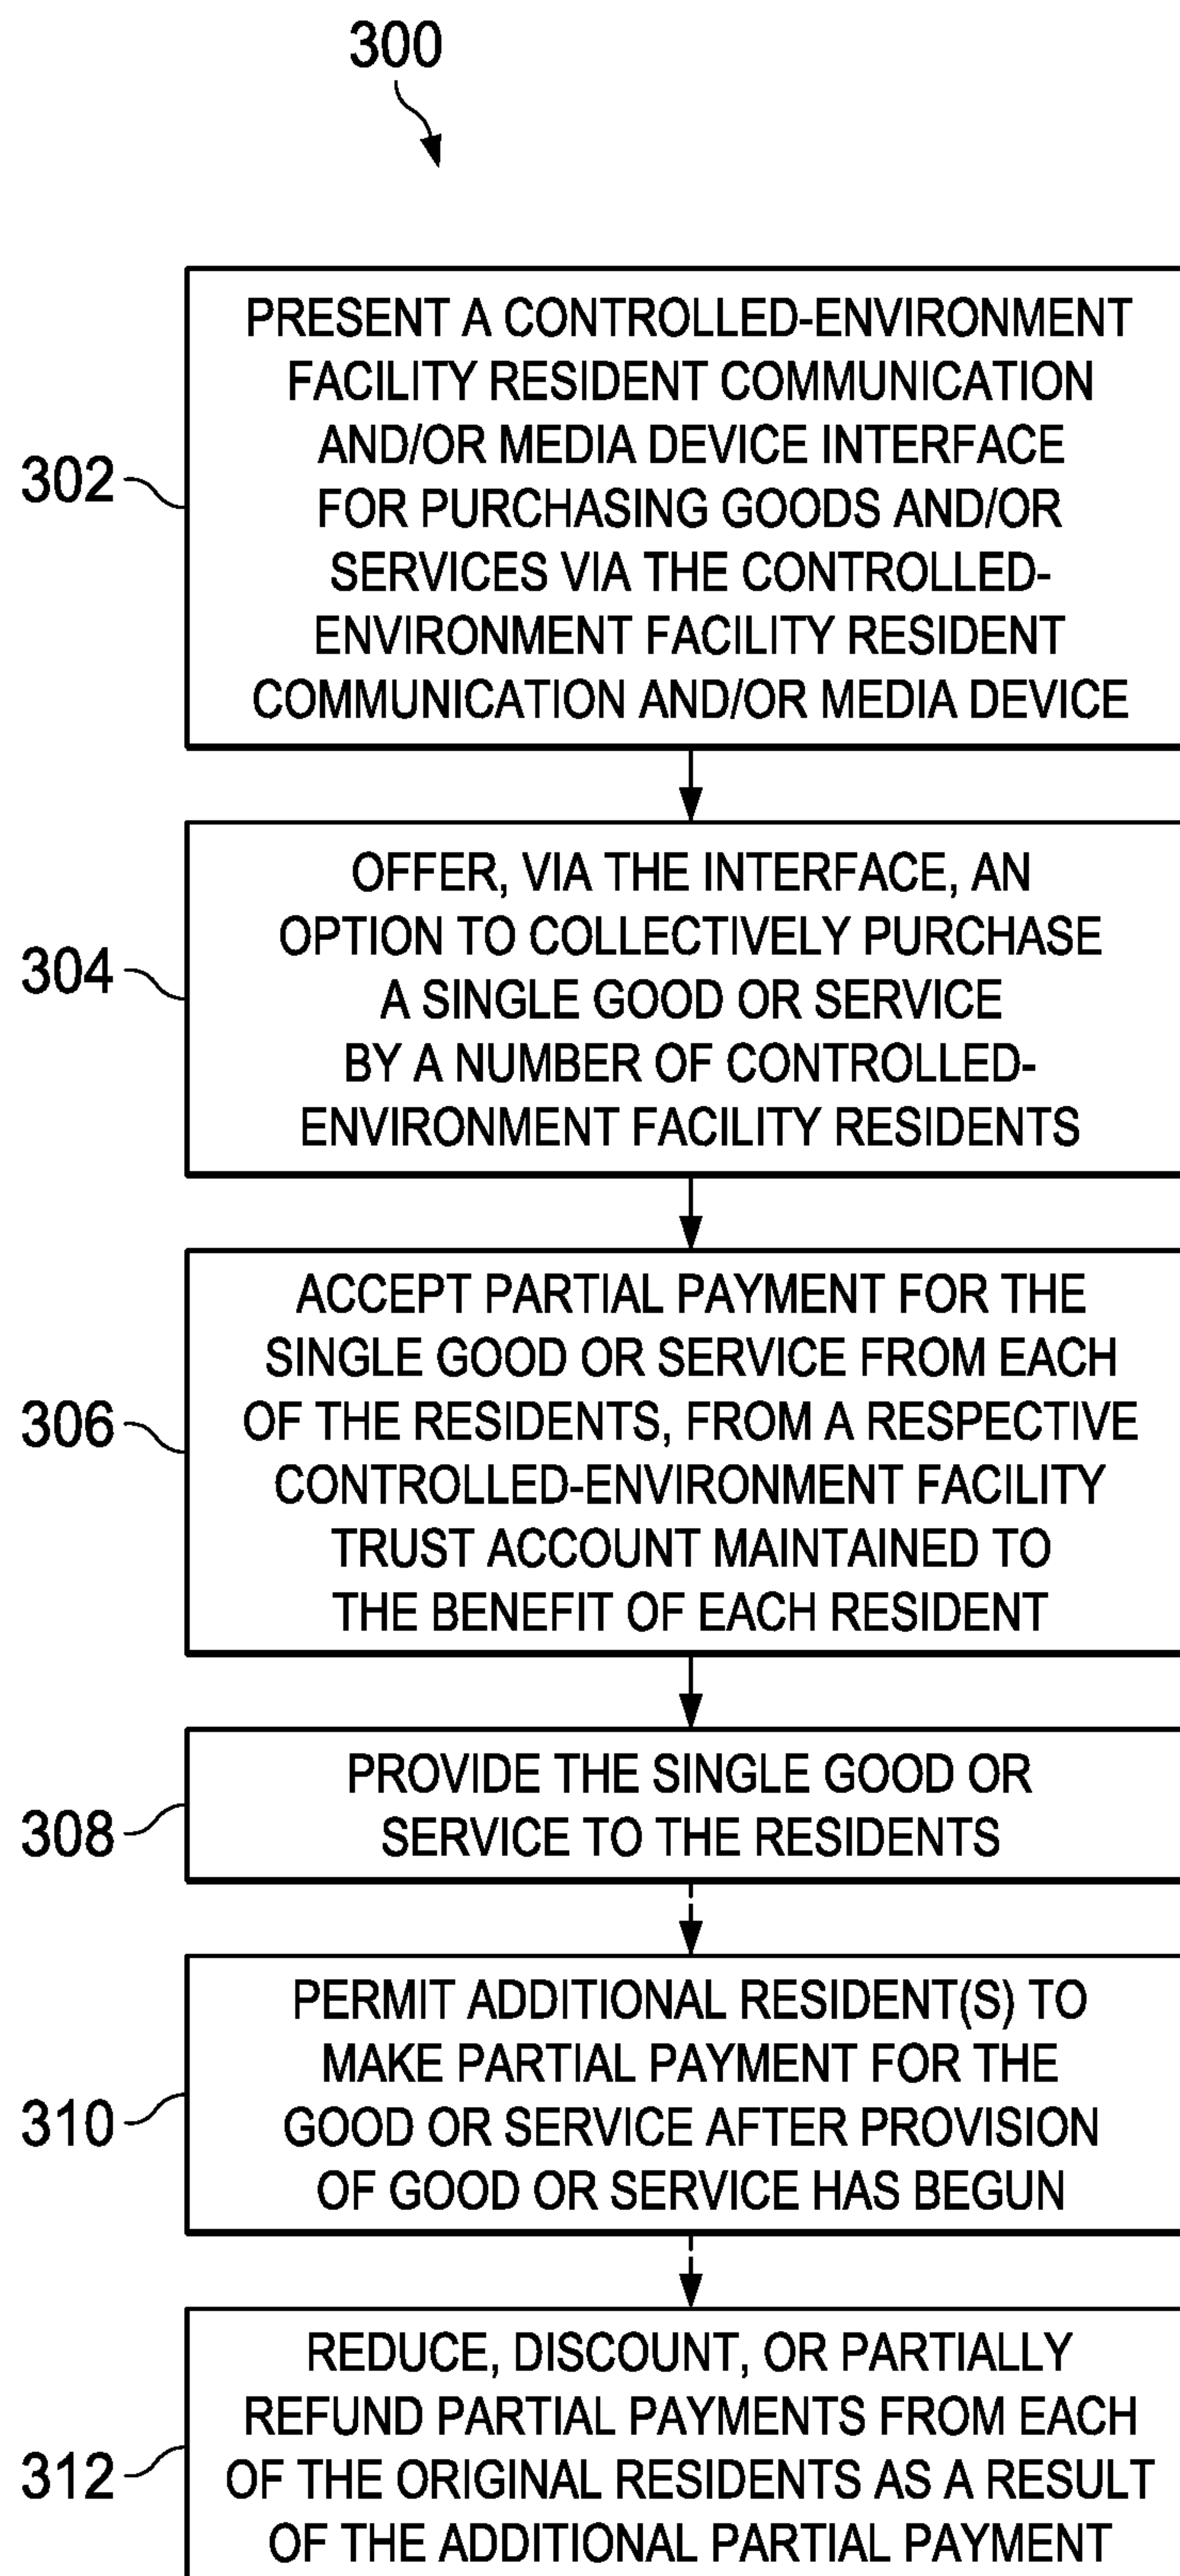 300
302
PRESENT A CONTROLLED-ENVIRONMENT
FACILITY RESIDENT COMMUNICATION
AND/OR MEDIA DEVICE INTERFACE
FOR PURCHASING GOODS AND/OR
SERVICES VIA THE CONTROLLED-
ENVIRONMENT FACILITY RESIDENT
COMMUNICATION AND/OR MEDIA DEVICE
304
OFFER, VIA THE INTERFACE, AN
OPTION TO COLLECTIVELY PURCHASE
A SINGLE GOOD OR SERVICE
BY A NUMBER OF CONTROLLED-
ENVIRONMENT FACILITY RESIDENTS
306
ACCEPT PARTIAL PAYMENT FOR THE
SINGLE GOOD OR SERVICE FROM EACH
OF THE RESIDENTS, FROM A RESPECTIVE
CONTROLLED-ENVIRONMENT FACILITY
TRUST ACCOUNT MAINTAINED TO
THE BENEFIT OF EACH RESIDENT
308
PROVIDE THE SINGLE GOOD OR
SERVICE TO THE RESIDENTS
310
PERMIT ADDITIONAL RESIDENT(S) TO
MAKE PARTIAL PAYMENT FOR THE
GOOD OR SERVICE AFTER PROVISION
OF GOOD OR SERVICE HAS BEGUN
312
REDUCE, DISCOUNT, OR PARTIALLY
REFUND PARTIAL PAYMENTS FROM EACH
OF THE ORIGINAL RESIDENTS AS A RESULT
OF THE ADDITIONAL PARTIAL PAYMENT